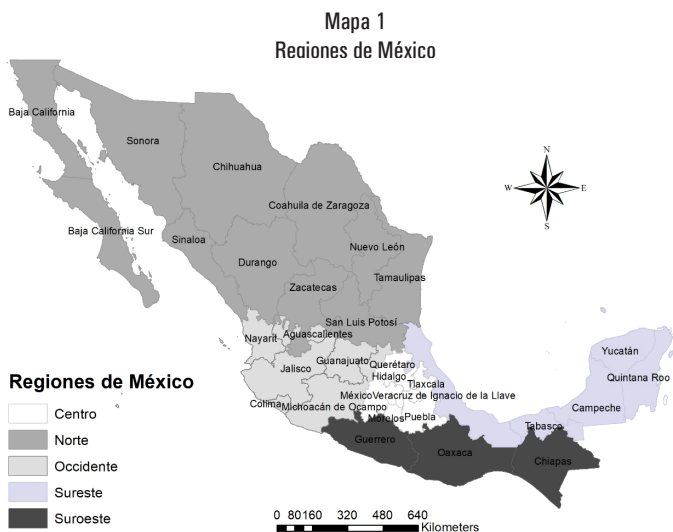 Mapa 1
Regiones de México
N
W E
S
Baja California
Sonora
Chihuahua
Coahuila de Zaragoza
Baja California Sur
Sinaloa
Nuevo León
Durango
Tamaulipas
Zacatecas
San Luis Potosí
Nayarit
Aguascalientes
Yucatán
Jalisco
Guanajuato
Querétaro
Hidalgo
Tlaxcala
Quintana Roo
México
Veracruz de Ignacio de la Llave
Colima
Michoacán de Ocampo
Morelos
Puebla
Campeche
Tabasco
Guerrero
Oaxaca
Chiapas
Regiones de México
Centro
Norte
Occidente
Sureste
Suroeste
0 80 160 320 480 640
Kilometers